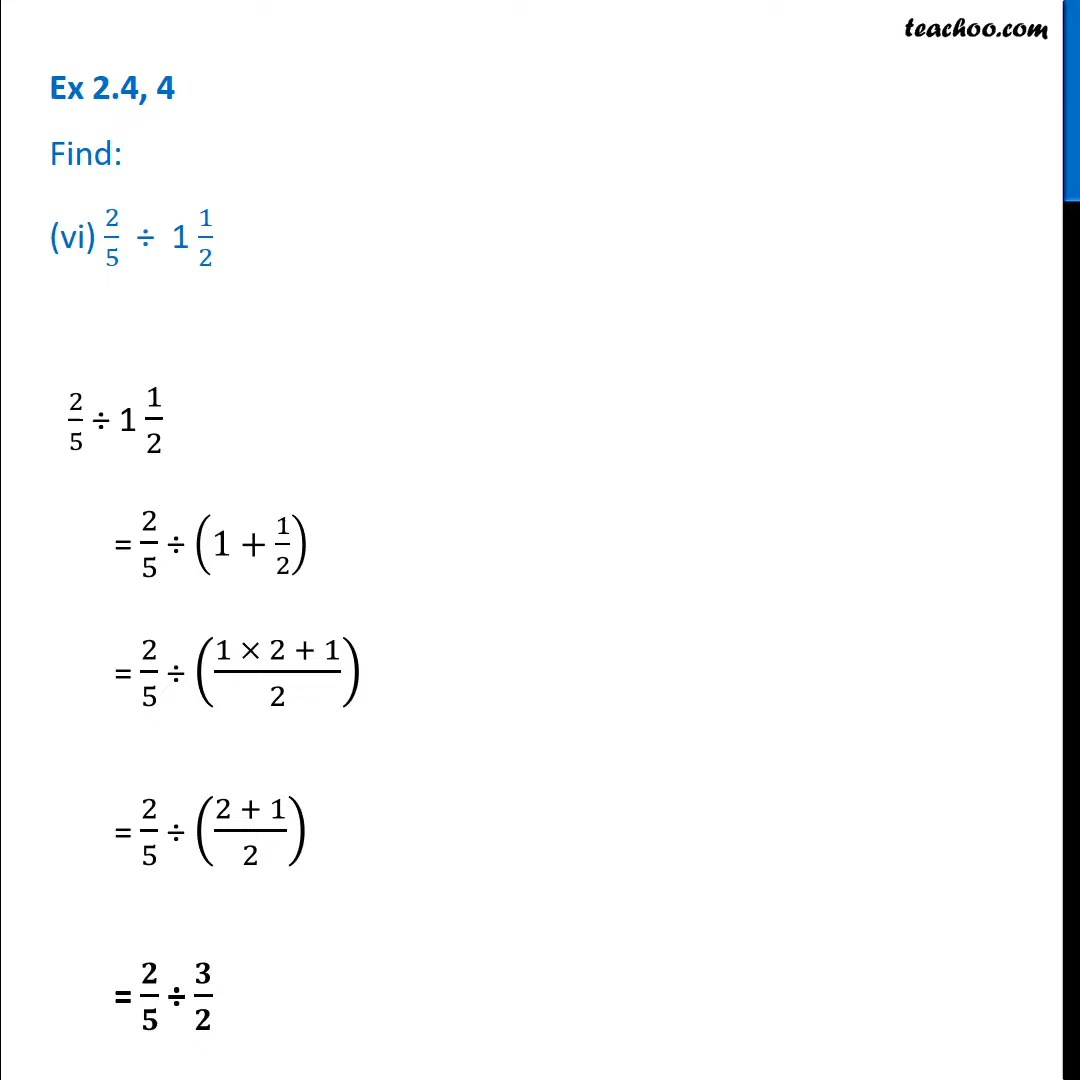 teachoo.com
Ex 2.4, 4
Find:
(vi) 2/5 ÷ 1 1/2
2/5 ÷ 1 1/2
= 2/5 ÷ (1 + 1/2)
= 2/5 ÷ ((1 × 2 + 1)/2)
= 2/5 ÷ ((2 + 1)/2)
= 2/5 ÷ 3/2